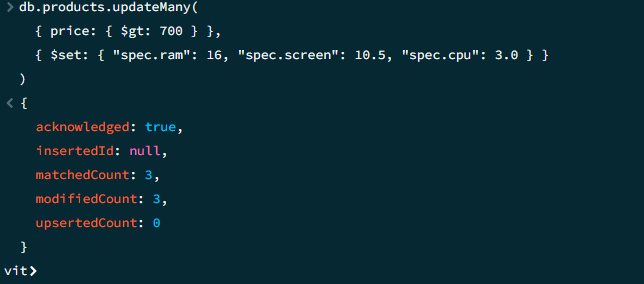 > db.products.updateMany(
{ price: { $gt: 700 } },
{ $set: { "spec.ram": 16, "spec.screen": 10.5, "spec.cpu": 3.0 } }
)
< {
acknowledged: true,
insertedId: null,
matchedCount: 3,
modifiedCount: 3,
upsertedCount: 0
}
vit>